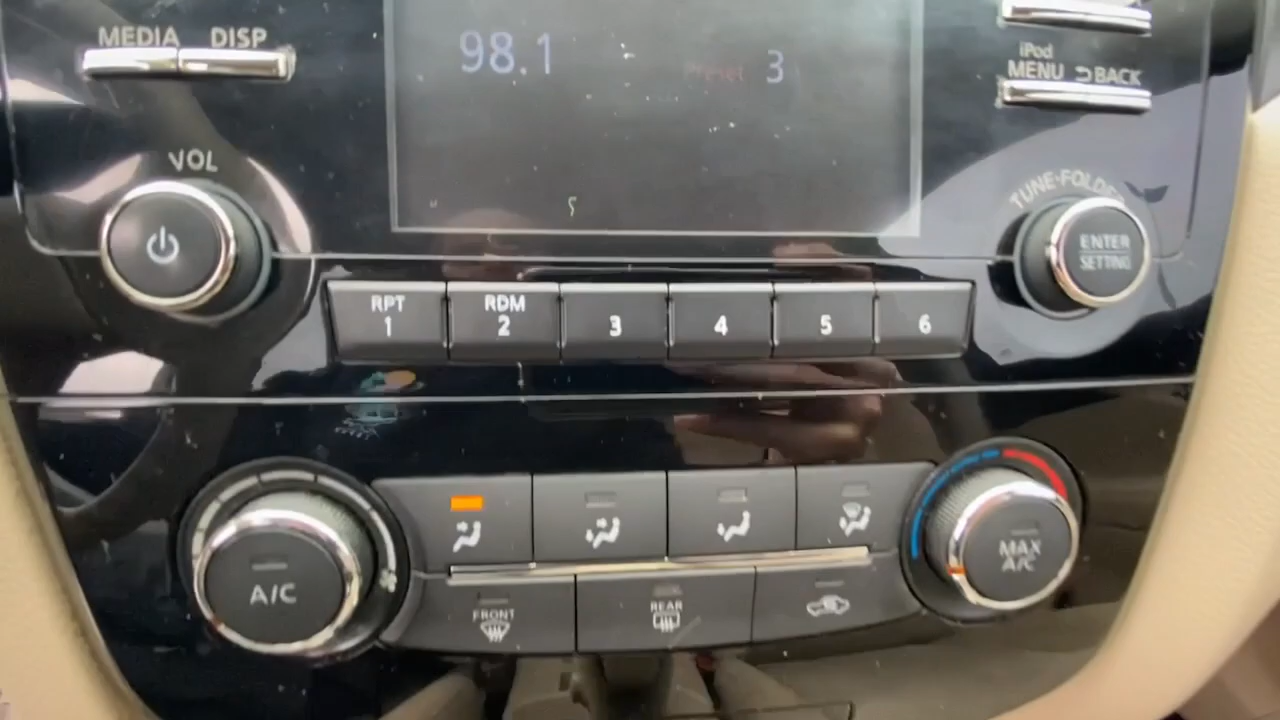 MEDIA DISP
98.1 Preset 3
iPod
MENU BACK
VOL
TUNE·FOLDER
ENTER
SETTING
RPT
1
RDM
2
3
4
5
6
A/C
MAX
A/C
FRONT
REAR